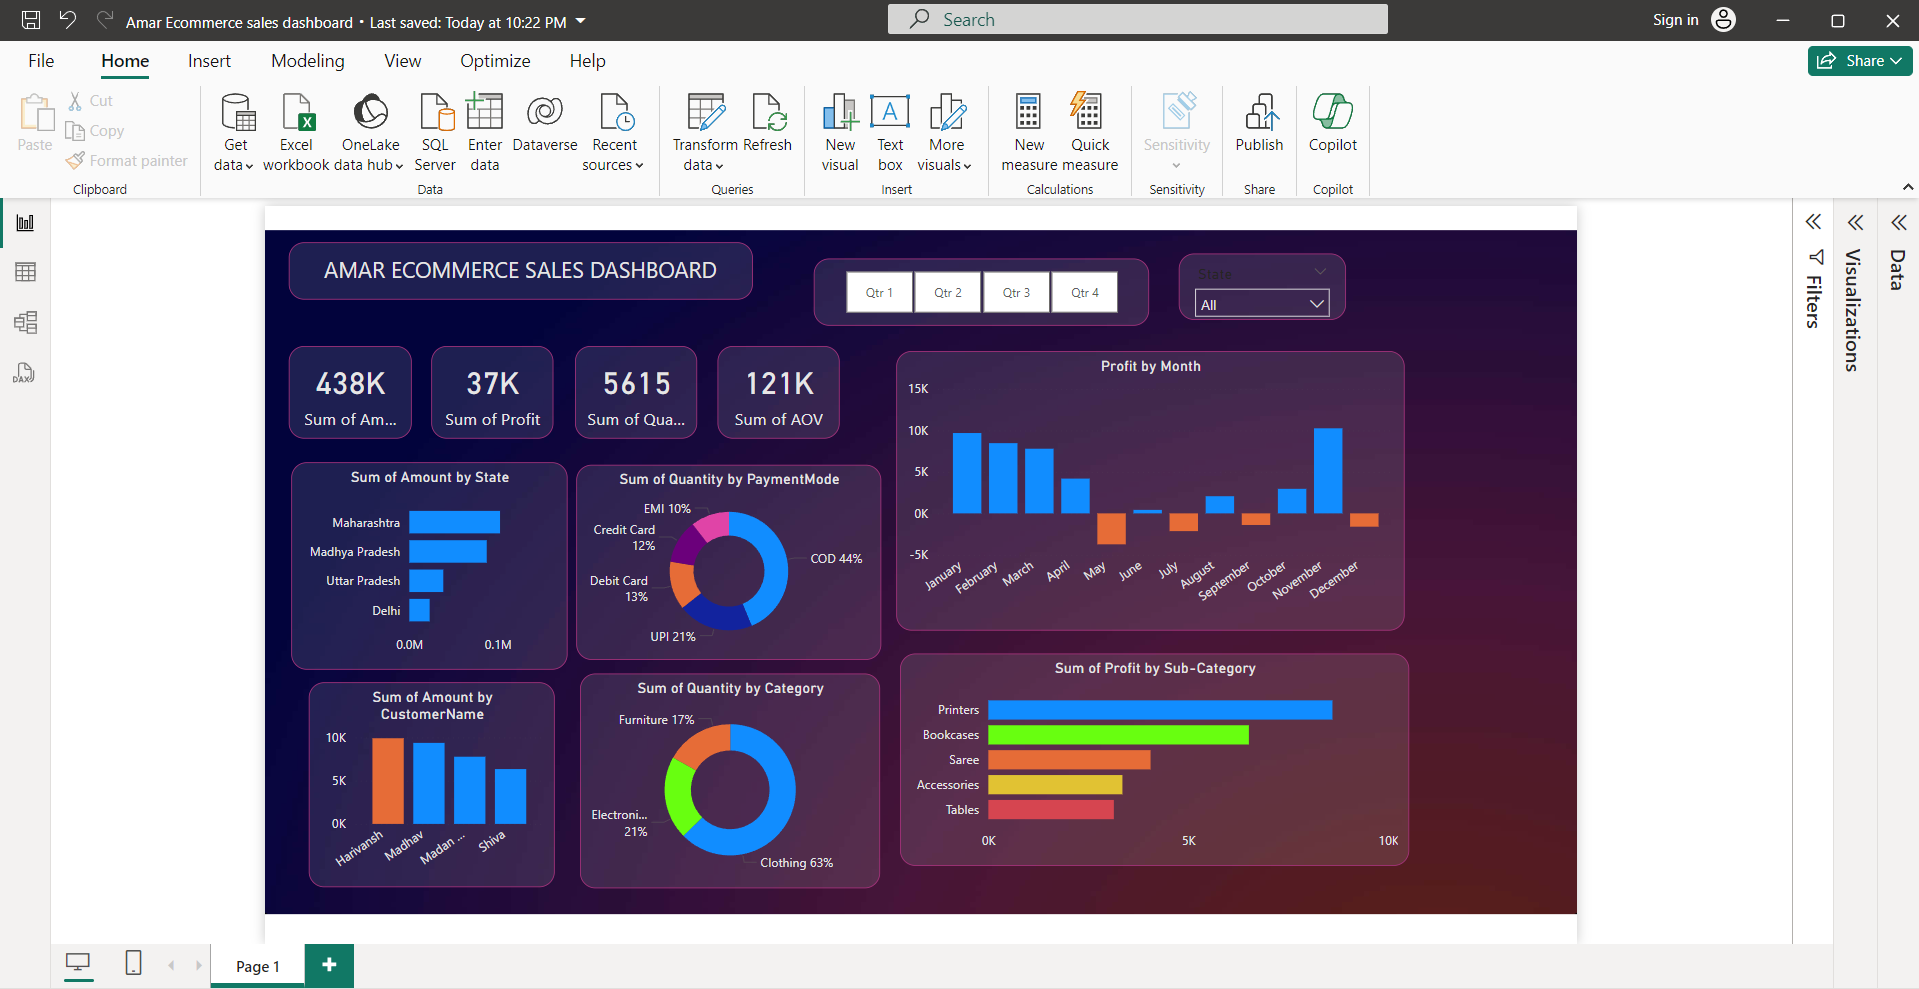 Amar Ecommerce sales dashboard • Last saved: Today at 10:22 PM
Search
Sign in
File Home Insert Modeling View Optimize Help
Share
Paste
Cut
Copy
Format painter
Clipboard
Get data
Excel workbook
OneLake data hub
SQL Server
Enter data
Dataverse
Recent sources
Data
Transform data
Refresh
Queries
New visual
Text box
More visuals
Insert
New measure
Quick measure
Calculations
Sensitivity
Sensitivity
Publish
Share
Copilot
Copilot
DAX
Filters
Visualizations
Data
AMAR ECOMMERCE SALES DASHBOARD
Qtr 1 Qtr 2 Qtr 3 Qtr 4
State
All
438K
Sum of Am...
37K
Sum of Profit
5615
Sum of Qua...
121K
Sum of AOV
Profit by Month
15K
10K
5K
0K
-5K
January February March April May June July August September October November December
Sum of Amount by State
Maharashtra
Madhya Pradesh
Uttar Pradesh
Delhi
0.0M 0.1M
Sum of Quantity by PaymentMode
EMI 10%
Credit Card
12%
COD 44%
Debit Card
13%
UPI 21%
Sum of Amount by
CustomerName
10K
5K
0K
Harivansh Madhav Madan ... Shiva
Sum of Quantity by Category
Furniture 17%
Electroni...
21%
Clothing 63%
Sum of Profit by Sub-Category
Printers
Bookcases
Saree
Accessories
Tables
0K 5K 10K
Page 1